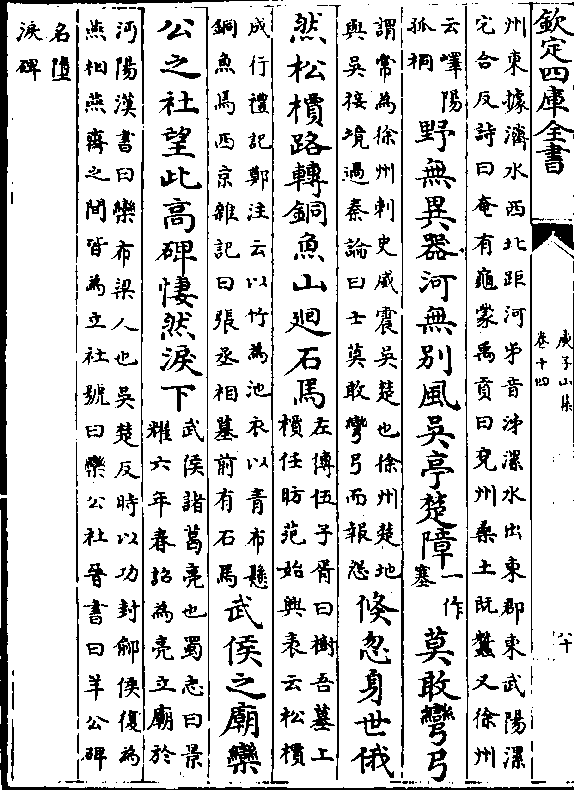 欽定四庫全書
庾子山集
卷十四
八十
州東據濟水西北距河音漯水出東郡東武陽漯
它合反詩曰奄有龜蒙禹貢曰兗州桑土既蠶又徐州
云嶧陽
孤桐
野無異器河無別風吳亭楚障
一作
塞
莫敢彎弓
謂常為徐州刺史威震吳楚也徐州楚地
與吳接境過秦論曰士莫敢彎弓而報怨
倏忽身世俄
然松檟路轉銅魚山迴石馬
左傳伍子胥曰樹吾墓上
檟任昉范始興表云松檟
成行禮記鄭注云以竹為池衣以青布懸
銅魚焉西京雜記曰張丞相墓前有石馬
武侯之廟欒
公之社望此高碑悽然淚下
武侯諸葛亮也蜀志曰景
耀六年春詔為亮立廟於
沔陽漢書曰欒布梁人也吳楚反時以功封鄃侯復為
燕相燕齊之間皆為立社號曰欒公社晉書曰羊公碑
名墮
淚碑